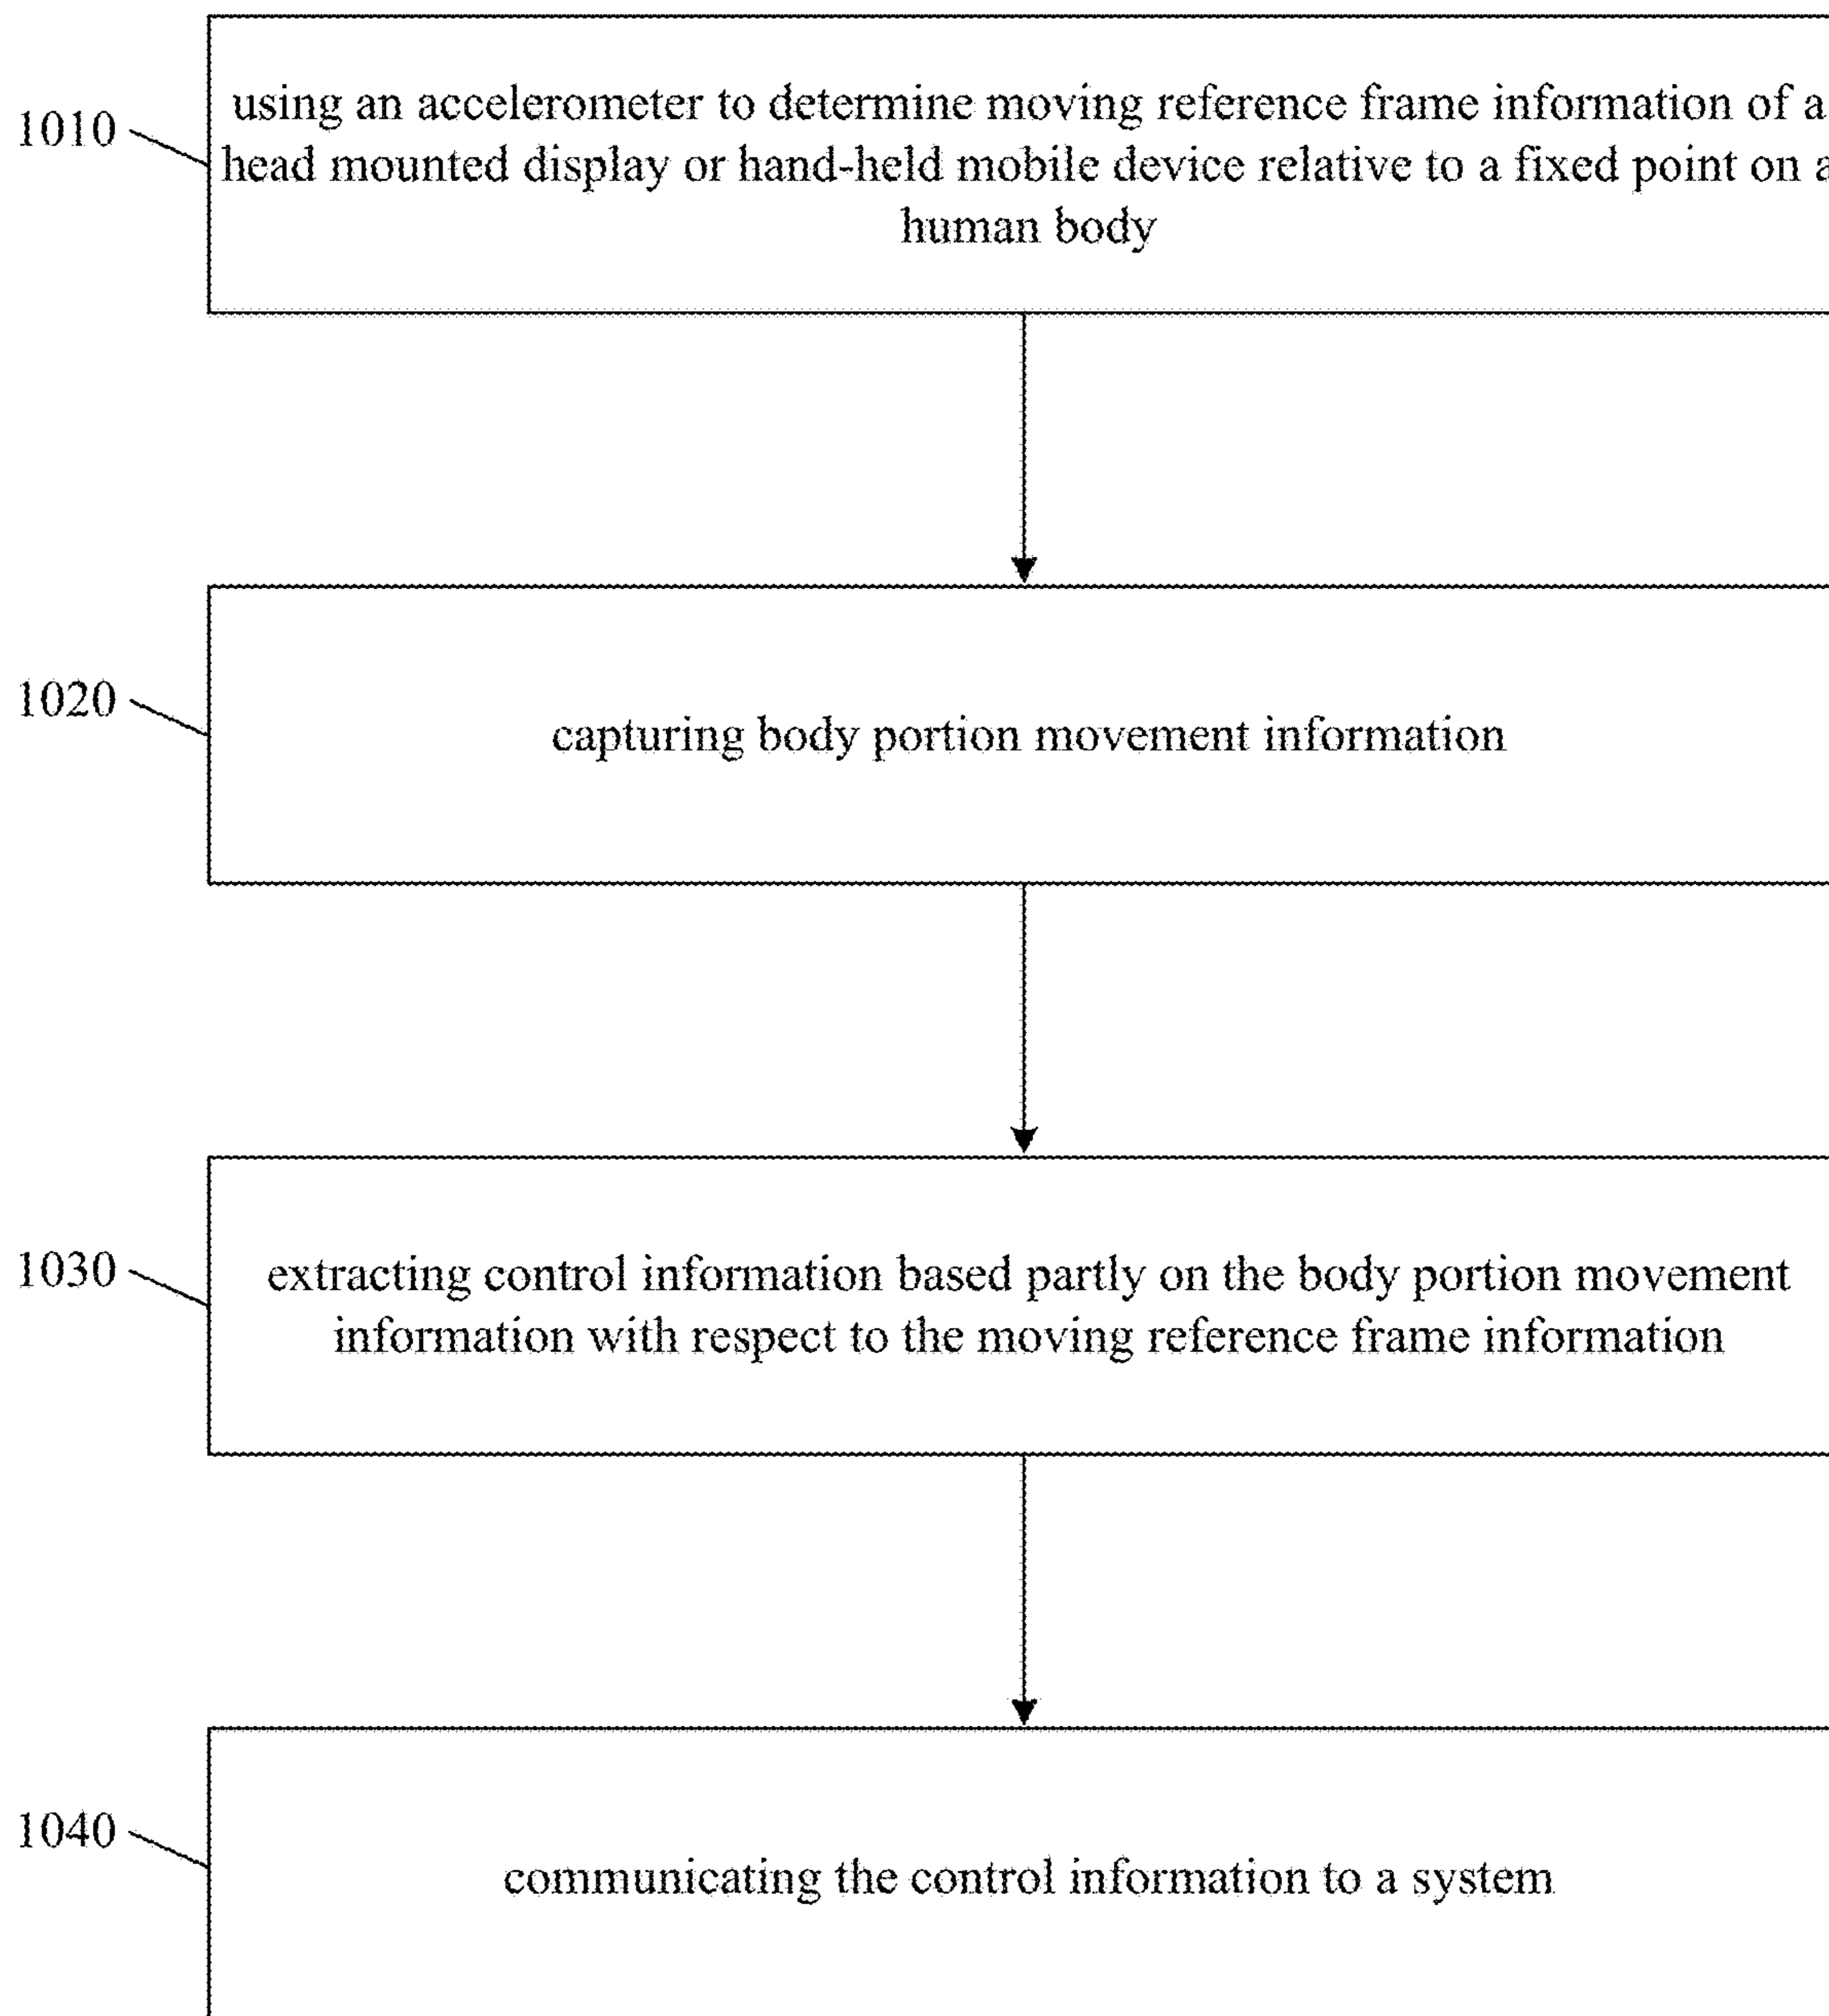 1010
using an accelerometer to determine moving reference frame information of a
head mounted display or hand-held mobile device relative to a fixed point on a
human body
1020
capturing body portion movement information
1030
extracting control information based partly on the body portion movement
information with respect to the moving reference frame information
1040
communicating the control information to a system